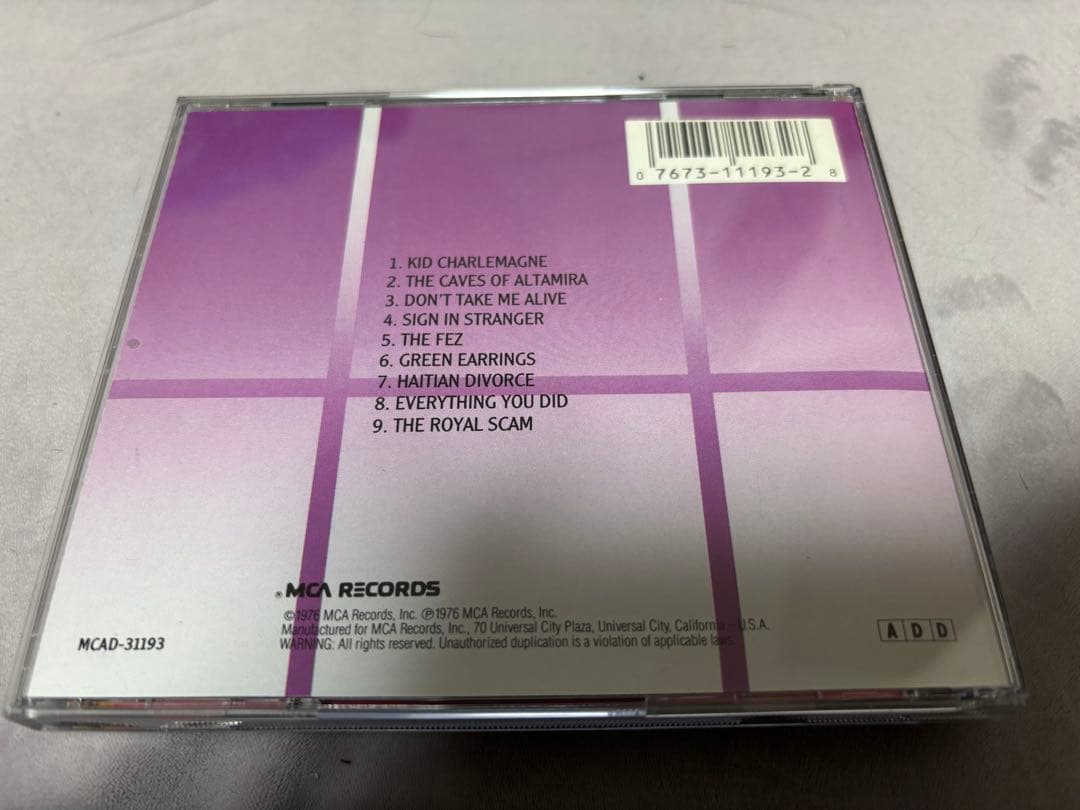 0 7673-11193-2 8
1. KID CHARLEMAGNE
2. THE CAVES OF ALTAMIRA
3. DON'T TAKE ME ALIVE
4. SIGN IN STRANGER
5. THE FEZ
6. GREEN EARRINGS
7. HAITIAN DIVORCE
8. EVERYTHING YOU DID
9. THE ROYAL SCAM
MCA RECORDS
©1976 MCA Records, Inc. ℗1976 MCA Records, Inc.
Manufactured for MCA Records, Inc., 70 Universal City Plaza, Universal City, California – U.S.A.
WARNING: All rights reserved. Unauthorized duplication is a violation of applicable laws.
MCAD-31193
A D D